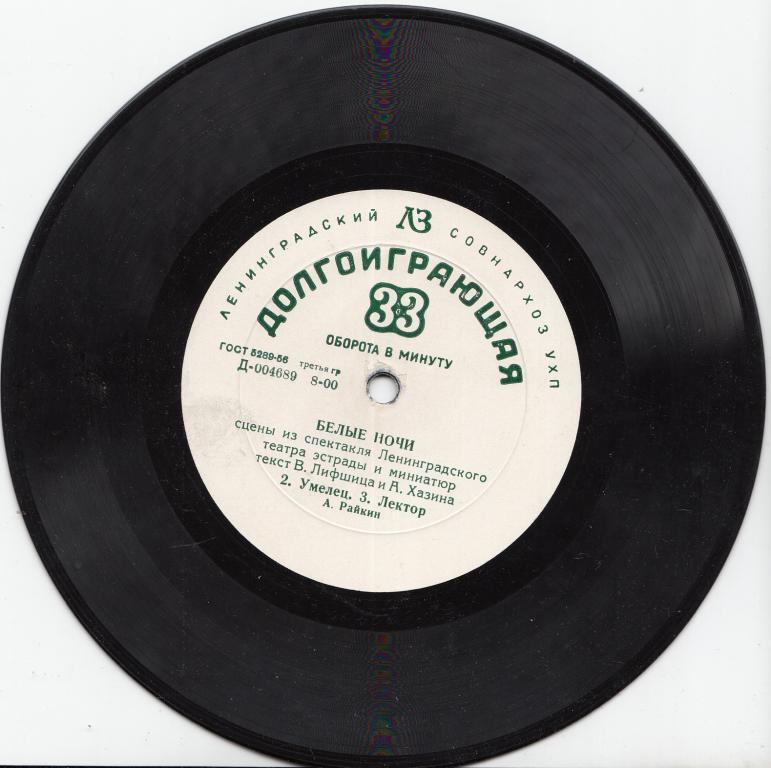 ЛЕНИНГРАДСКИЙ ЛЗ СОВНАРХОЗ УХП
ДОЛГОИГРАЮЩАЯ
33
ОБОРОТА В МИНУТУ
ГОСТ 5289-56 третья гр
Д-004689 8-00
БЕЛЫЕ НОЧИ
сцены из спектакля Ленинградского
театра эстрады и миниатюр
текст В. Лифшица и А. Хазина
2. Умелец. 3. Лектор
А. Райкин